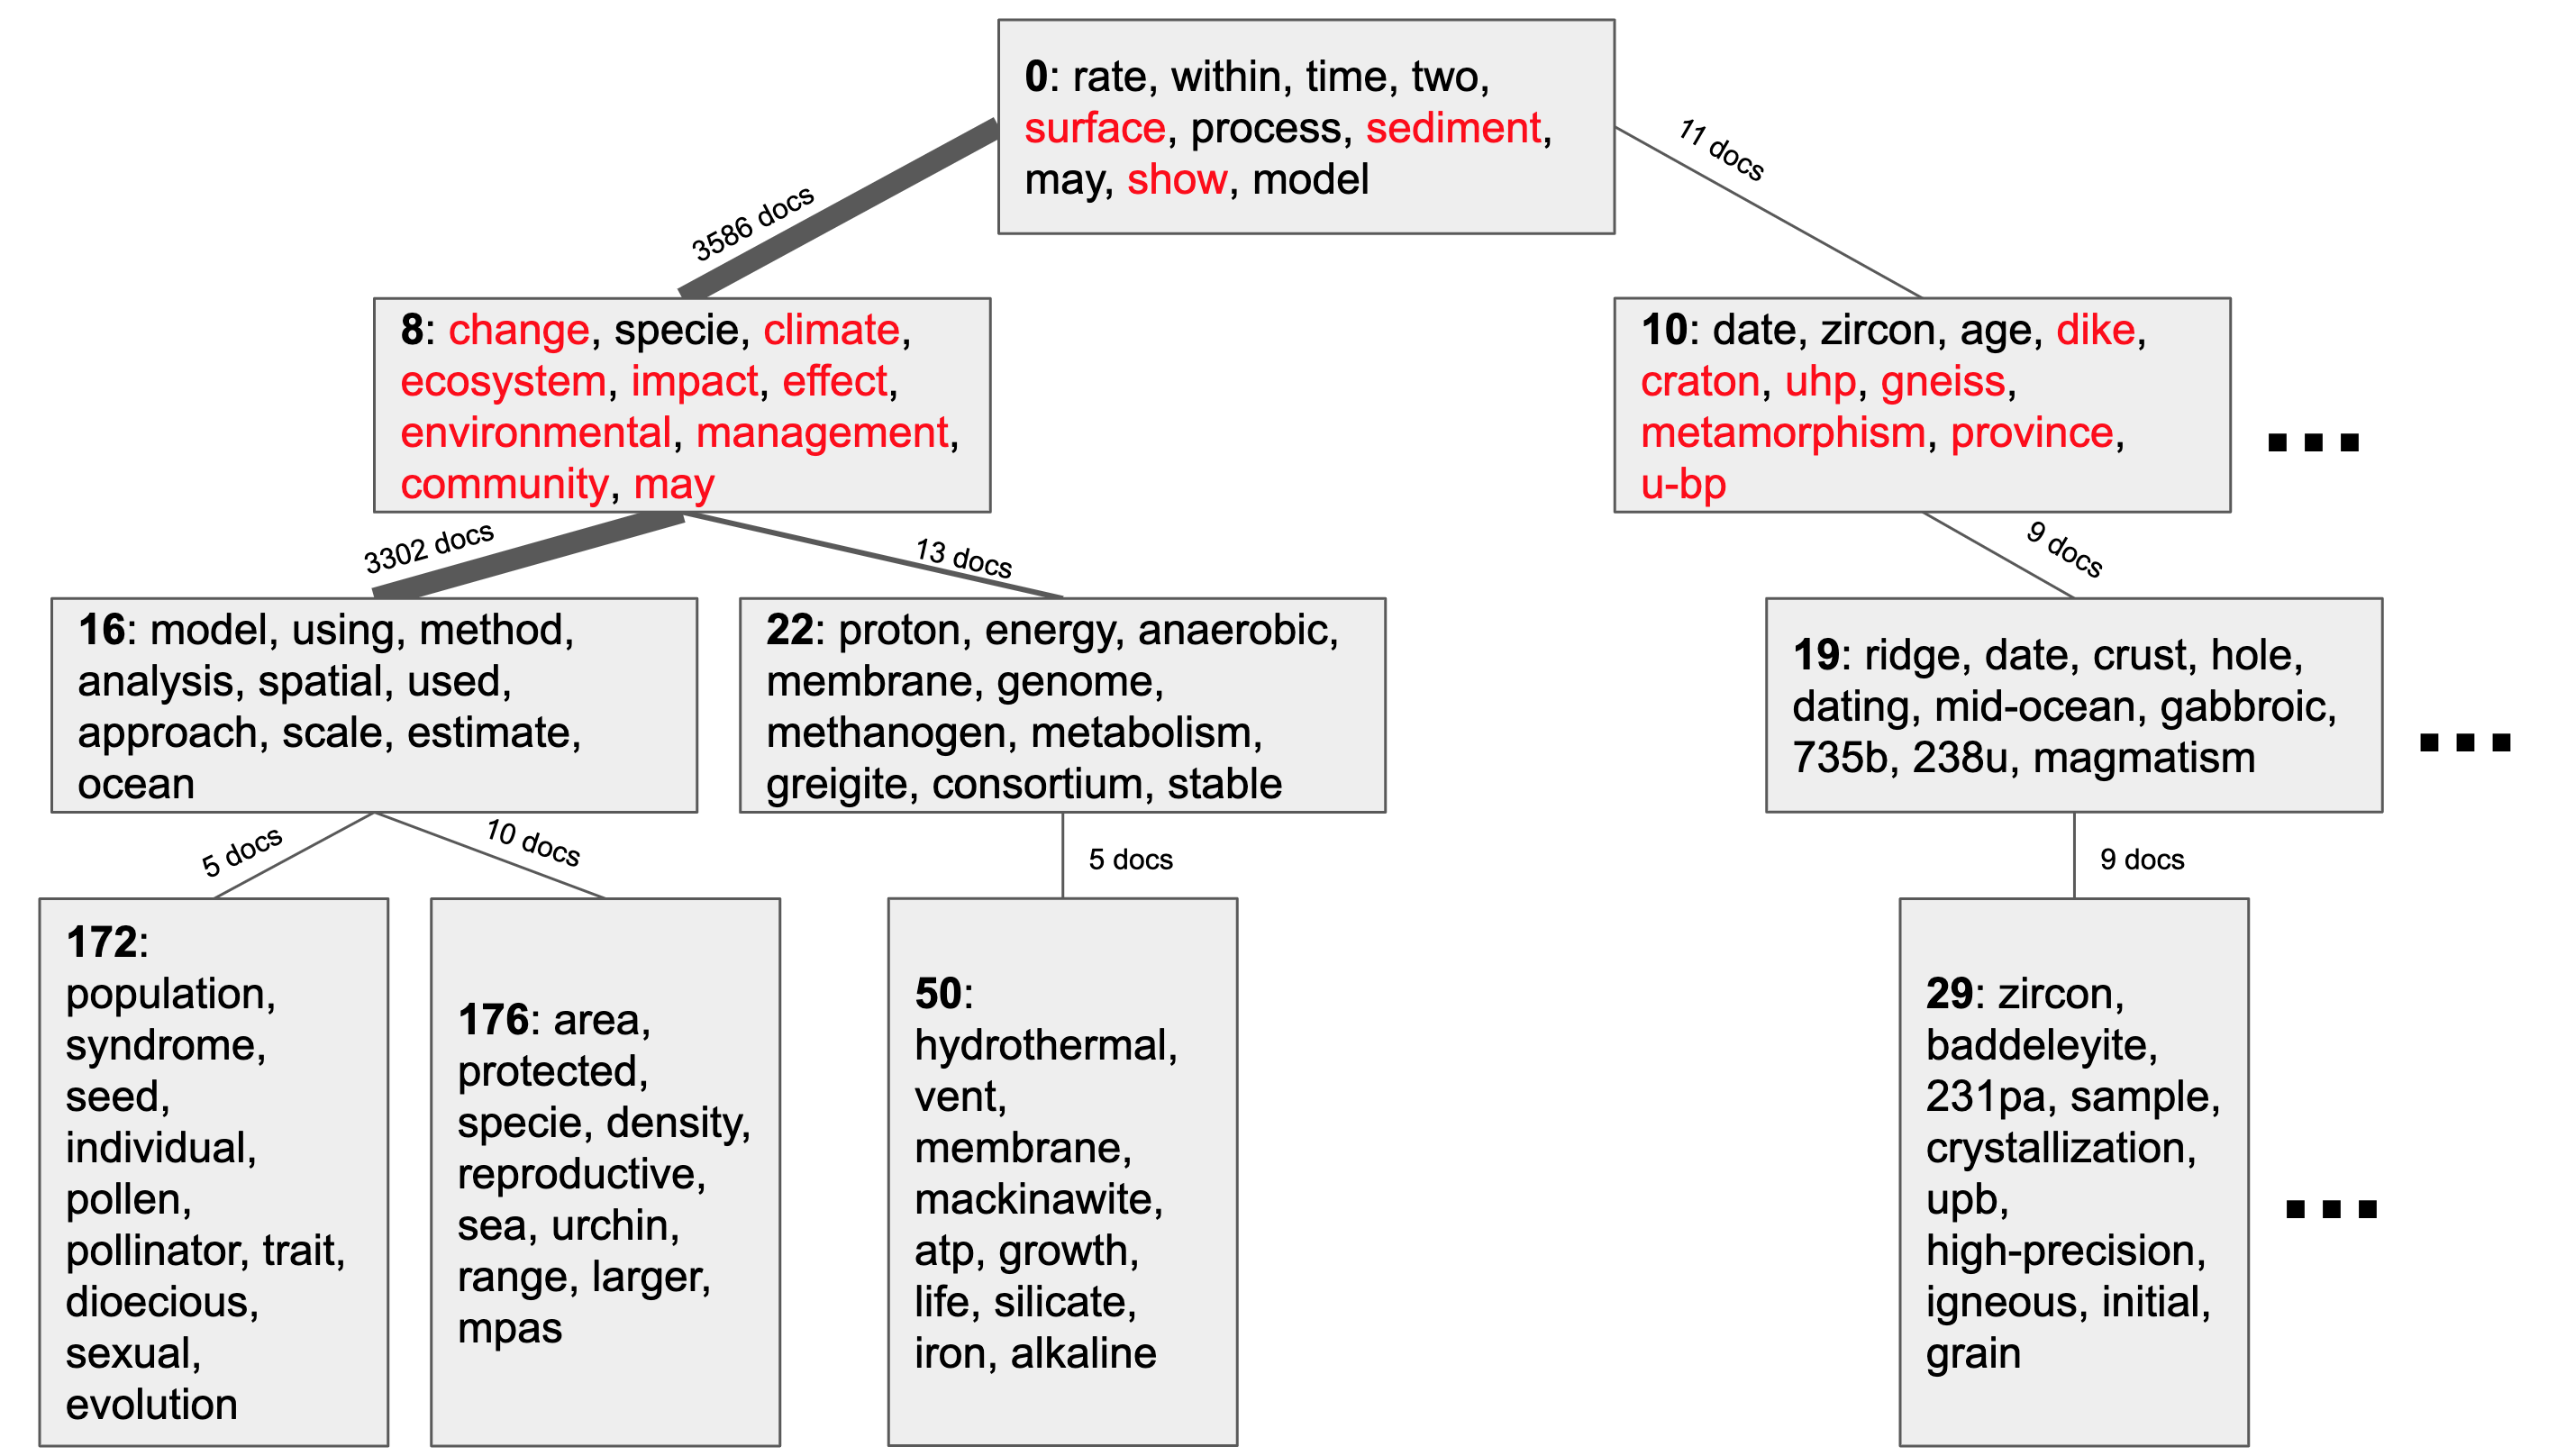 0: rate, within, time, two,
surface, process, sediment,
may, show, model
3586 docs
11 docs
8: change, specie, climate,
ecosystem, impact, effect,
environmental, management,
community, may
10: date, zircon, age, dike,
craton, uhp, gneiss,
metamorphism, province,
u-bp
...
3302 docs
13 docs
9 docs
16: model, using, method,
analysis, spatial, used,
approach, scale, estimate,
ocean
22: proton, energy, anaerobic,
membrane, genome,
methanogen, metabolism,
greigite, consortium, stable
19: ridge, date, crust, hole,
dating, mid-ocean, gabbroic,
735b, 238u, magmatism
...
5 docs
10 docs
5 docs
9 docs
172:
population,
syndrome,
seed,
individual,
pollen,
pollinator, trait,
dioecious,
sexual,
evolution
176: area,
protected,
specie, density,
reproductive,
sea, urchin,
range, larger,
mpas
50:
hydrothermal,
vent,
membrane,
mackinawite,
atp, growth,
life, silicate,
iron, alkaline
29: zircon,
baddeleyite,
231pa, sample,
crystallization,
upb,
high-precision,
igneous, initial,
grain
...